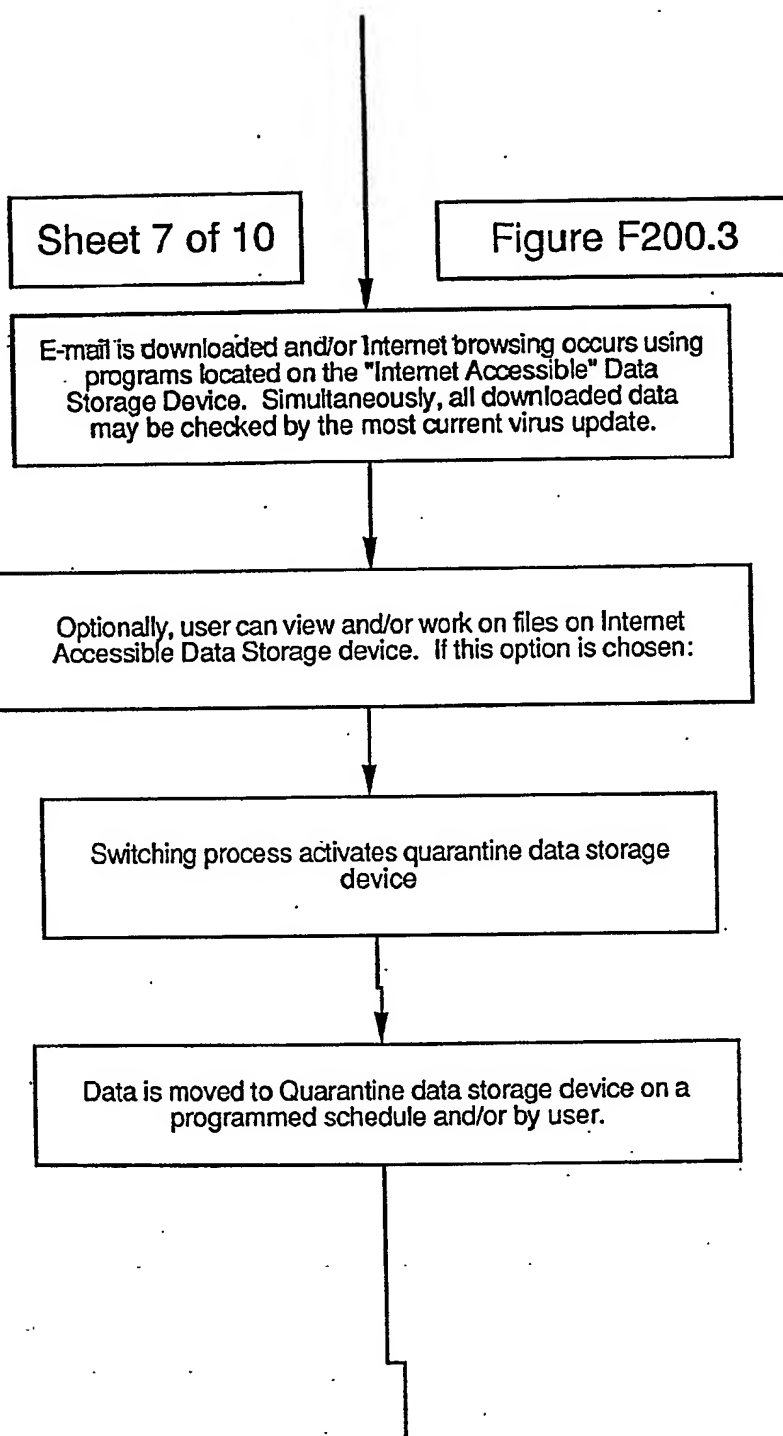 Sheet 7 of 10
Figure F200.3
E-mail is downloaded and/or Internet browsing occurs using
programs located on the "Internet Accessible" Data
Storage Device. Simultaneously, all downloaded data
may be checked by the most current virus update.
Optionally, user can view and/or work on files on Internet
Accessible Data Storage device. If this option is chosen:
Switching process activates quarantine data storage
device
Data is moved to Quarantine data storage device on a
programmed schedule and/or by user.